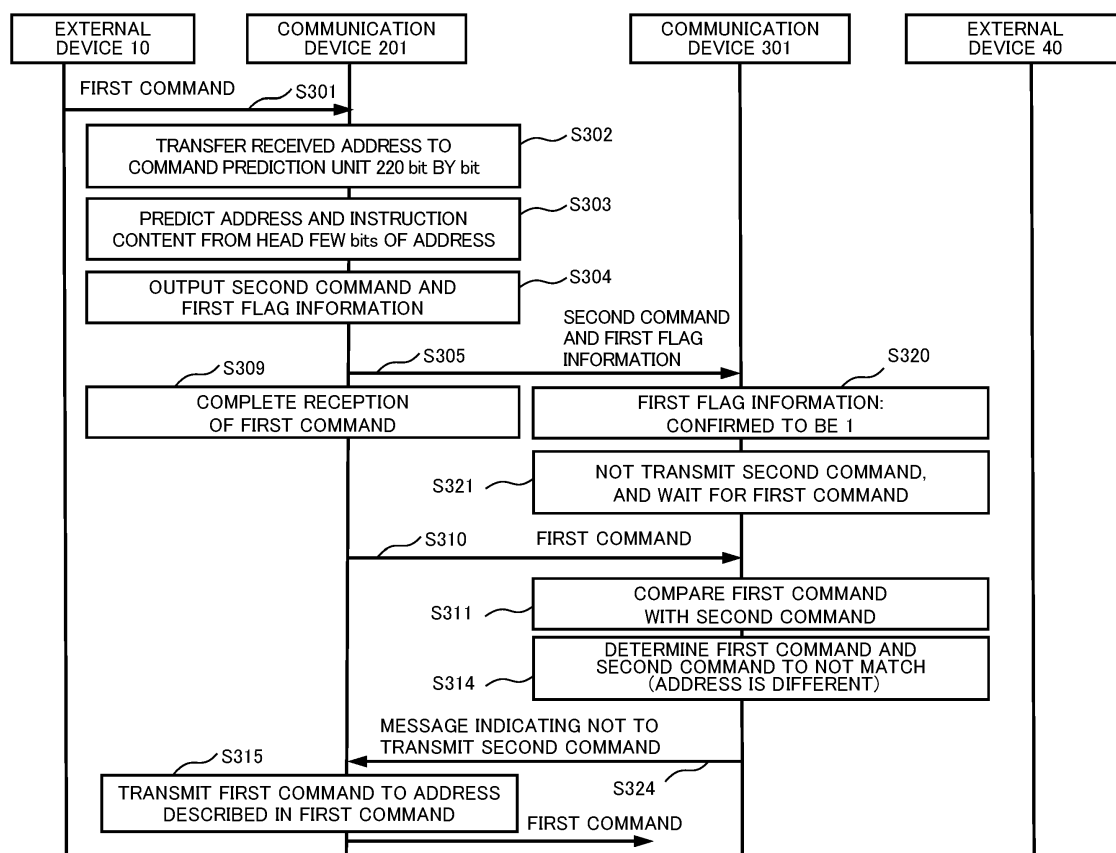 EXTERNAL
DEVICE 10
COMMUNICATION
DEVICE 201
COMMUNICATION
DEVICE 301
EXTERNAL
DEVICE 40
FIRST COMMAND
S301
TRANSFER RECEIVED ADDRESS TO
COMMAND PREDICTION UNIT 220 bit BY bit
S302
PREDICT ADDRESS AND INSTRUCTION
CONTENT FROM HEAD FEW bits OF ADDRESS
S303
OUTPUT SECOND COMMAND AND
FIRST FLAG INFORMATION
S304
SECOND COMMAND
AND FIRST FLAG
INFORMATION
S305
S309
COMPLETE RECEPTION
OF FIRST COMMAND
S320
FIRST FLAG INFORMATION:
CONFIRMED TO BE 1
S321
NOT TRANSMIT SECOND COMMAND,
AND WAIT FOR FIRST COMMAND
S310
FIRST COMMAND
S311
COMPARE FIRST COMMAND
WITH SECOND COMMAND
S314
DETERMINE FIRST COMMAND AND
SECOND COMMAND TO NOT MATCH
(ADDRESS IS DIFFERENT)
MESSAGE INDICATING NOT TO
TRANSMIT SECOND COMMAND
S324
S315
TRANSMIT FIRST COMMAND TO ADDRESS
DESCRIBED IN FIRST COMMAND
FIRST COMMAND